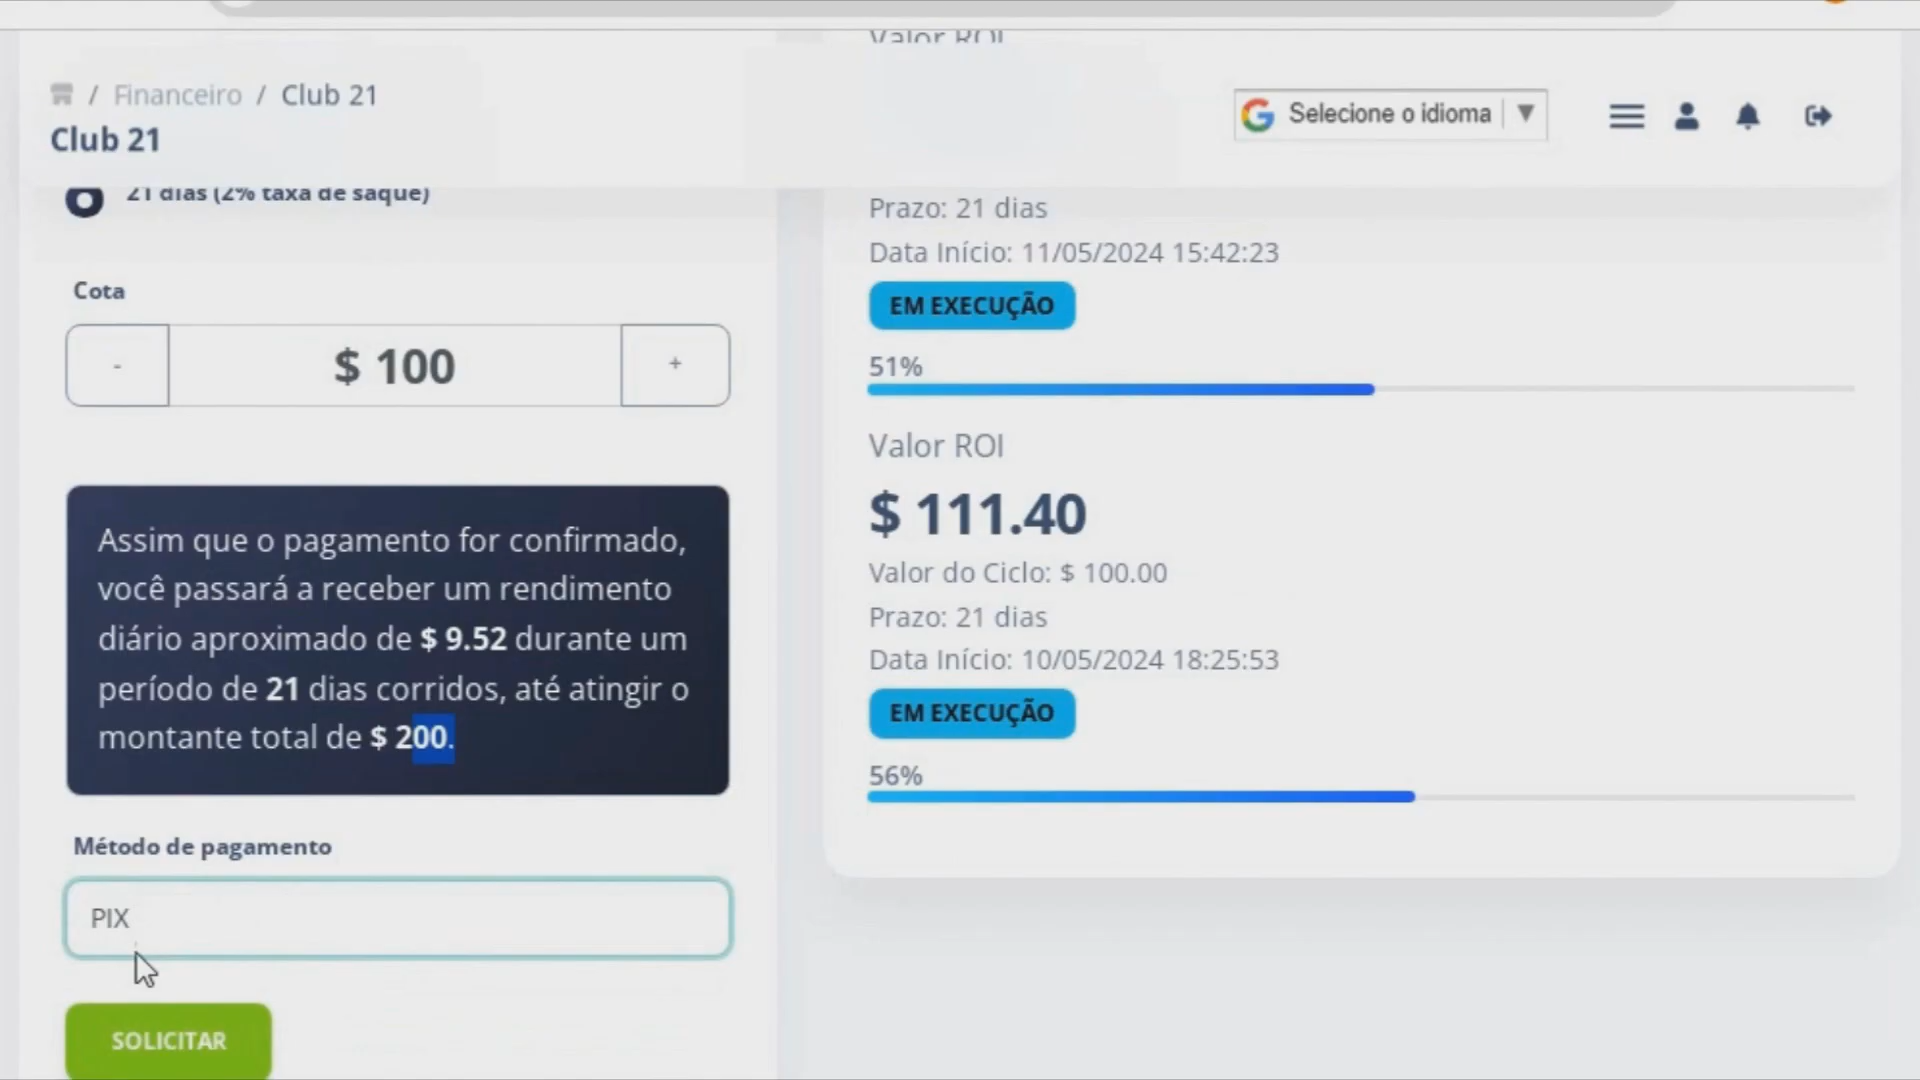 Valor ROI
/ Financeiro / Club 21
Club 21
Selecione o idioma
21 dias (2% taxa de saque)
Cota
- $ 100 +
Assim que o pagamento for confirmado,
você passará a receber um rendimento
diário aproximado de $ 9.52 durante um
período de 21 dias corridos, até atingir o
montante total de $ 200.
Método de pagamento
PIX
SOLICITAR
Prazo: 21 dias
Data Início: 11/05/2024 15:42:23
EM EXECUÇÃO
51%
Valor ROI
$ 111.40
Valor do Ciclo: $ 100.00
Prazo: 21 dias
Data Início: 10/05/2024 18:25:53
EM EXECUÇÃO
56%